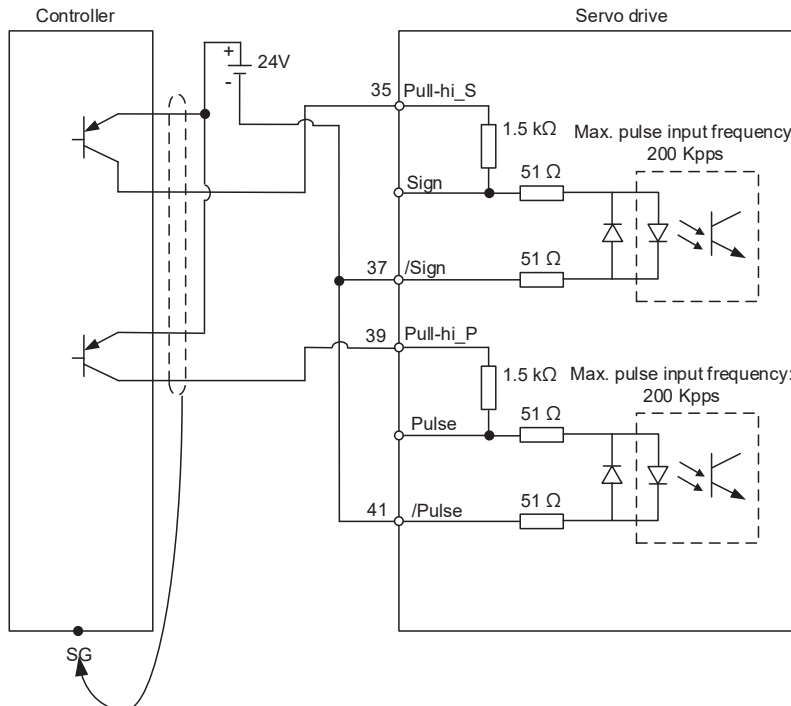 Controller
Servo drive
+
24V
-
35
Pull-hi_S
1.5 kΩ
Max. pulse input frequency
200 Kpps
Sign
51 Ω
51 Ω
37
/Sign
39
Pull-hi_P
1.5 kΩ
Max. pulse input frequency:
200 Kpps
Pulse
51 Ω
51 Ω
41
/Pulse
SG